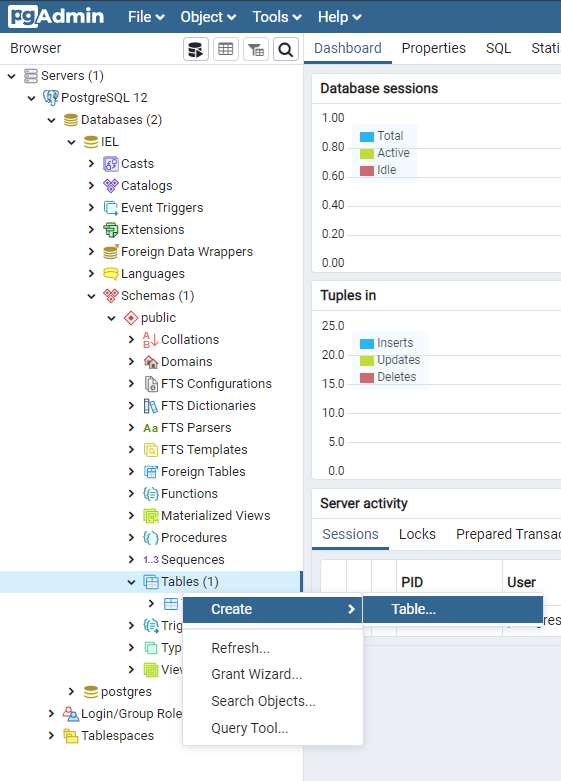 pgAdmin File Object Tools Help
Browser
Dashboard Properties SQL
Servers (1)
PostgreSQL 12
Databases (2)
IEL
Casts
Catalogs
Event Triggers
Extensions
Foreign Data Wrappers
Languages
Schemas (1)
public
Collations
Domains
FTS Configurations
FTS Dictionaries
FTS Parsers
FTS Templates
Foreign Tables
Functions
Materialized Views
Procedures
1..3 Sequences
Tables (1)
Trig
Typ
View
postgres
Login/Group Role
Tablespaces
Create
Refresh...
Grant Wizard...
Search Objects...
Query Tool...
Table...
Database sessions
1.00
0.80
0.60
0.40
0.20
0.00
Total
Active
Idle
Tuples in
25.0
20.0
15.0
10.0
5.0
0.0
Inserts
Updates
Deletes
Server activity
Sessions Locks Prepared Transac
PID User